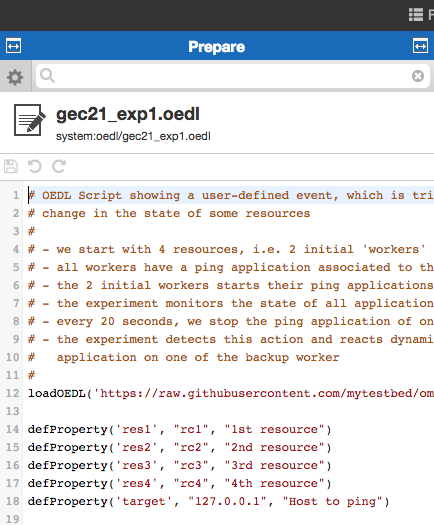 Prepare
gec21_exp1.oedl
system:oedl/gec21_exp1.oedl
1 # OEDL Script showing a user-defined event, which is tri
2 # change in the state of some resources
3 #
4 # - we start with 4 resources, i.e. 2 initial 'workers'
5 # - all workers have a ping application associated to th
6 # - the 2 initial workers starts their ping applications
7 # - the experiment monitors the state of all application
8 # - every 20 seconds, we stop the ping application of on
9 # - the experiment detects this action and reacts dynami
10 #   application on one of the backup worker
11 #
12 loadOEDL('https://raw.githubusercontent.com/mytestbed/om
13
14 defProperty('res1', "rc1", "1st resource")
15 defProperty('res2', "rc2", "2nd resource")
16 defProperty('res3', "rc3", "3rd resource")
17 defProperty('res4', "rc4", "4th resource")
18 defProperty('target', "127.0.0.1", "Host to ping")
19